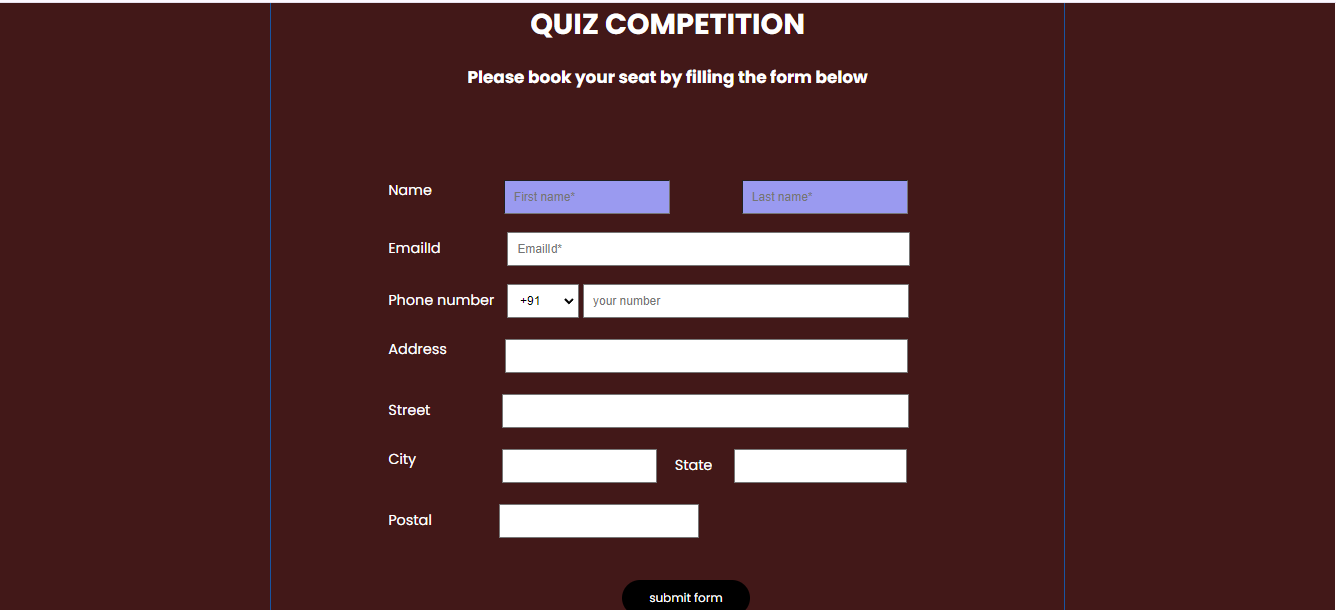 QUIZ COMPETITION
Please book your seat by filling the form below
Name First name* Last name*
EmailId EmailId*
Phone number +91 your number
Address
Street
City State
Postal
submit form